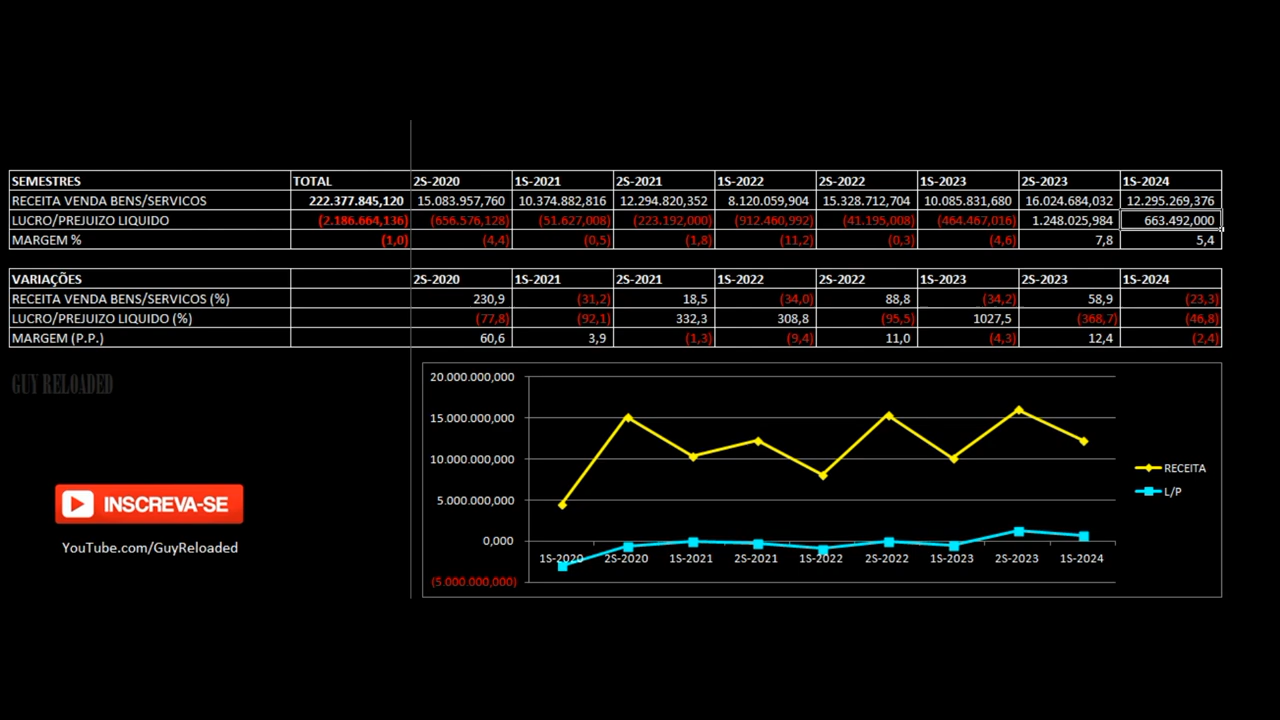 SEMESTRES TOTAL 2S-2020 1S-2021 2S-2021 1S-2022 2S-2022 1S-2023 2S-2023 1S-2024
RECEITA VENDA BENS/SERVICOS 222.377.845,120 15.083.957,760 10.374.882,816 12.294.820,352 8.120.059,904 15.328.712,704 10.085.831,680 16.024.684,032 12.295.269,376
LUCRO/PREJUIZO LIQUIDO (2.186.664,136) (656.576,128) (51.627,008) (223.192,000) (912.460,992) (41.195,008) (464.467,016) 1.248.025,984 663.492,000
MARGEM % (1,0) (4,4) (0,5) (1,8) (11,2) (0,3) (4,6) 7,8 5,4
VARIAÇÕES 2S-2020 1S-2021 2S-2021 1S-2022 2S-2022 1S-2023 2S-2023 1S-2024
RECEITA VENDA BENS/SERVICOS (%) 230,9 (31,2) 18,5 (34,0) 88,8 (34,2) 58,9 (23,3)
LUCRO/PREJUIZO LIQUIDO (%) (77,8) (92,1) 332,3 308,8 (95,5) 1027,5 (368,7) (46,8)
MARGEM (P.P.) 60,6 3,9 (1,3) (9,4) 11,0 (4,3) 12,4 (2,4)
GUY RELOADED
INSCREVA-SE
YouTube.com/GuyReloaded
20.000.000,000
15.000.000,000
10.000.000,000
5.000.000,000
0,000
(5.000.000,000)
1S-2020 2S-2020 1S-2021 2S-2021 1S-2022 2S-2022 1S-2023 2S-2023 1S-2024
RECEITA
L/P